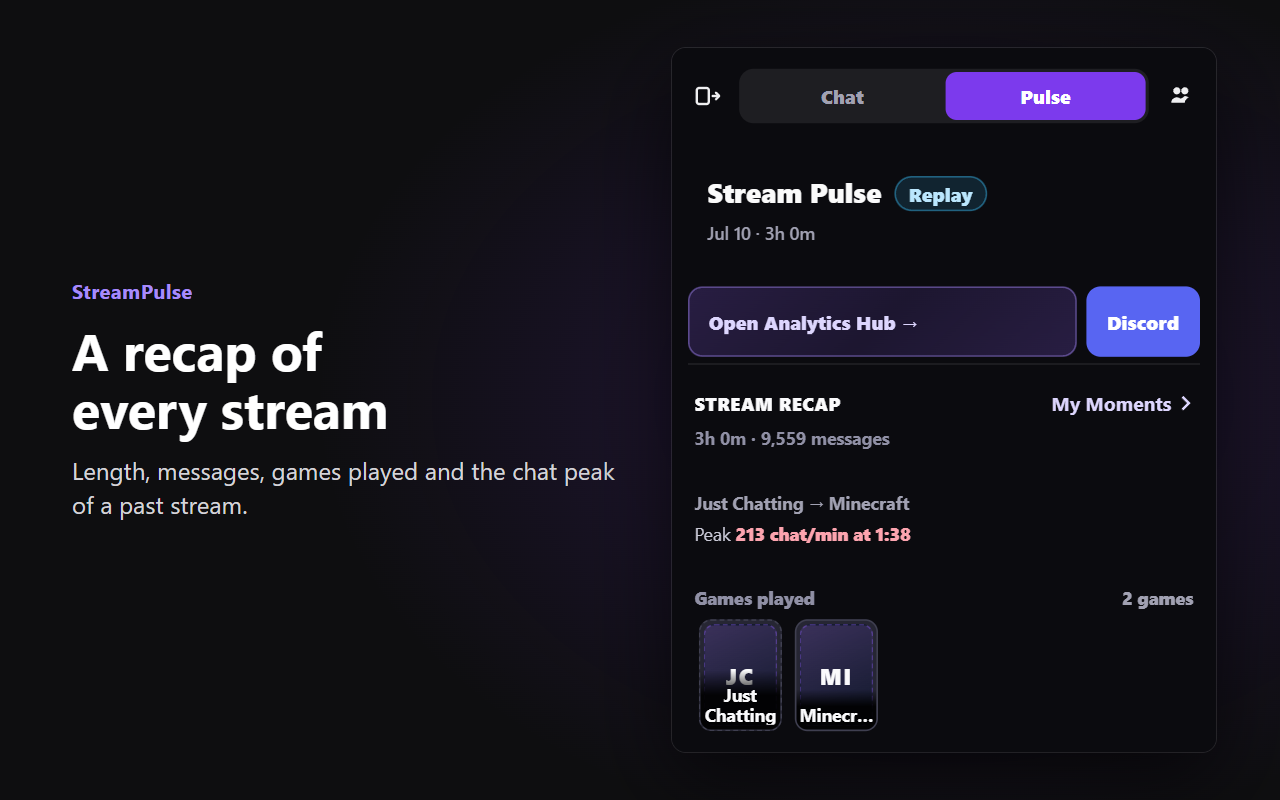 StreamPulse
A recap of
every stream
Length, messages, games played and the chat peak
of a past stream.
Chat
Pulse
Stream Pulse
Replay
Jul 10 · 3h 0m
Open Analytics Hub →
Discord
STREAM RECAP
My Moments
3h 0m · 9,559 messages
Just Chatting → Minecraft
Peak 213 chat/min at 1:38
Games played
2 games
JC
Just
Chatting
MI
Minecr...